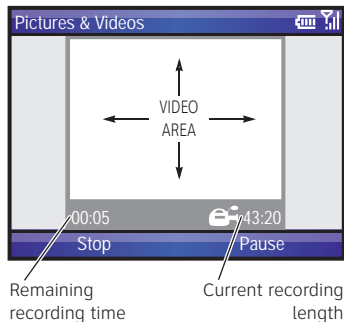 Pictures & Videos
VIDEO
AREA
00:05 43:20
Stop Pause
Remaining
recording time
Current recording
length